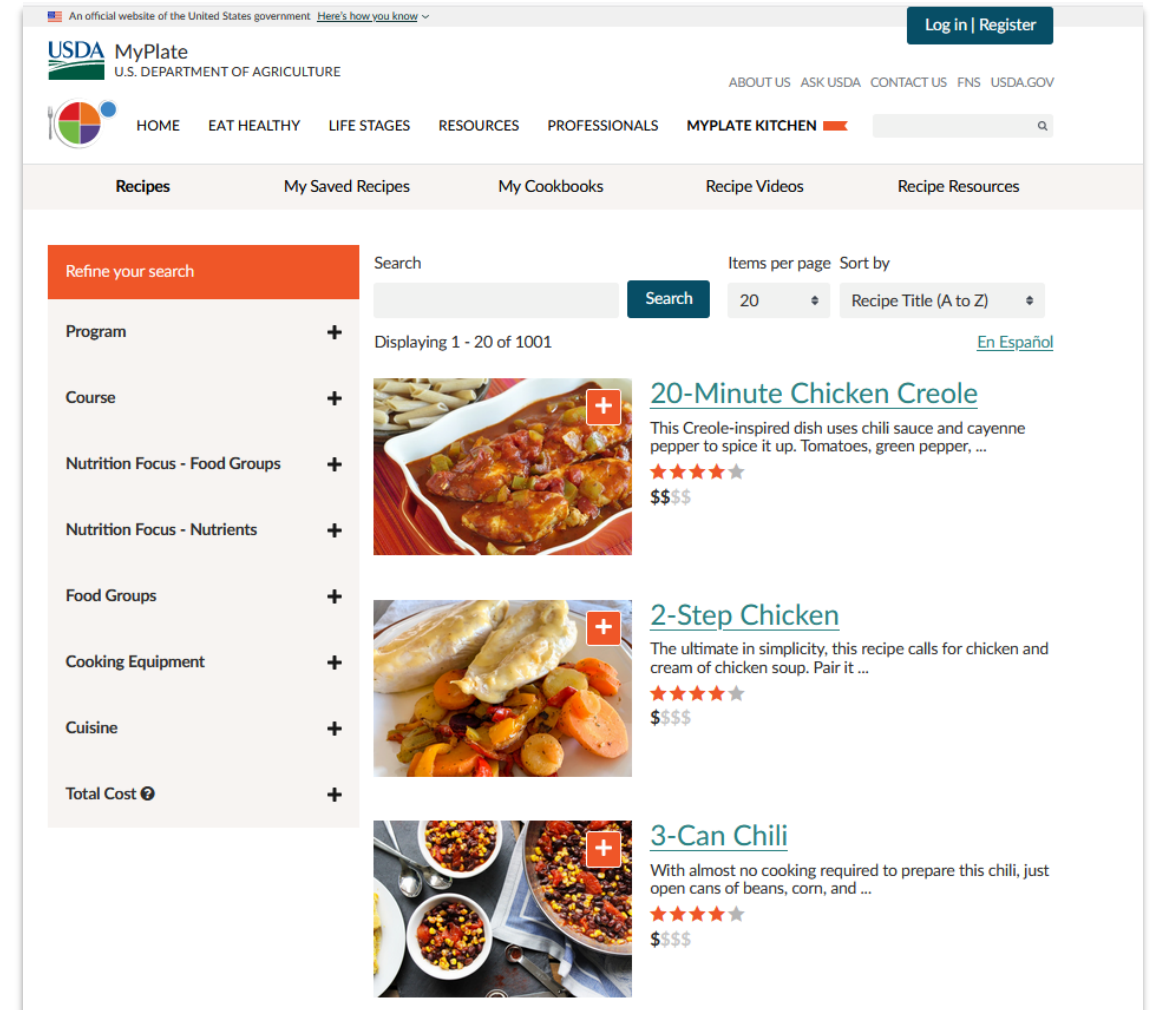 An official website of the United States government Here's how you know
Log in | Register
USDA MyPlate
U.S. DEPARTMENT OF AGRICULTURE
ABOUT US ASK USDA CONTACT US FNS USDA.GOV
HOME EAT HEALTHY LIFE STAGES RESOURCES PROFESSIONALS MYPLATE KITCHEN
Recipes My Saved Recipes My Cookbooks Recipe Videos Recipe Resources
Refine your search
Program +
Course +
Nutrition Focus - Food Groups +
Nutrition Focus - Nutrients +
Food Groups +
Cooking Equipment +
Cuisine +
Total Cost ? +
Search Items per page Sort by
Search 20 Recipe Title (A to Z)
Displaying 1 - 20 of 1001 En Español
+
20-Minute Chicken Creole
This Creole-inspired dish uses chili sauce and cayenne
pepper to spice it up. Tomatoes, green pepper, ...
$$$$
+
2-Step Chicken
The ultimate in simplicity, this recipe calls for chicken and
cream of chicken soup. Pair it ...
$$$$
+
3-Can Chili
With almost no cooking required to prepare this chili, just
open cans of beans, corn, and ...
$$$$